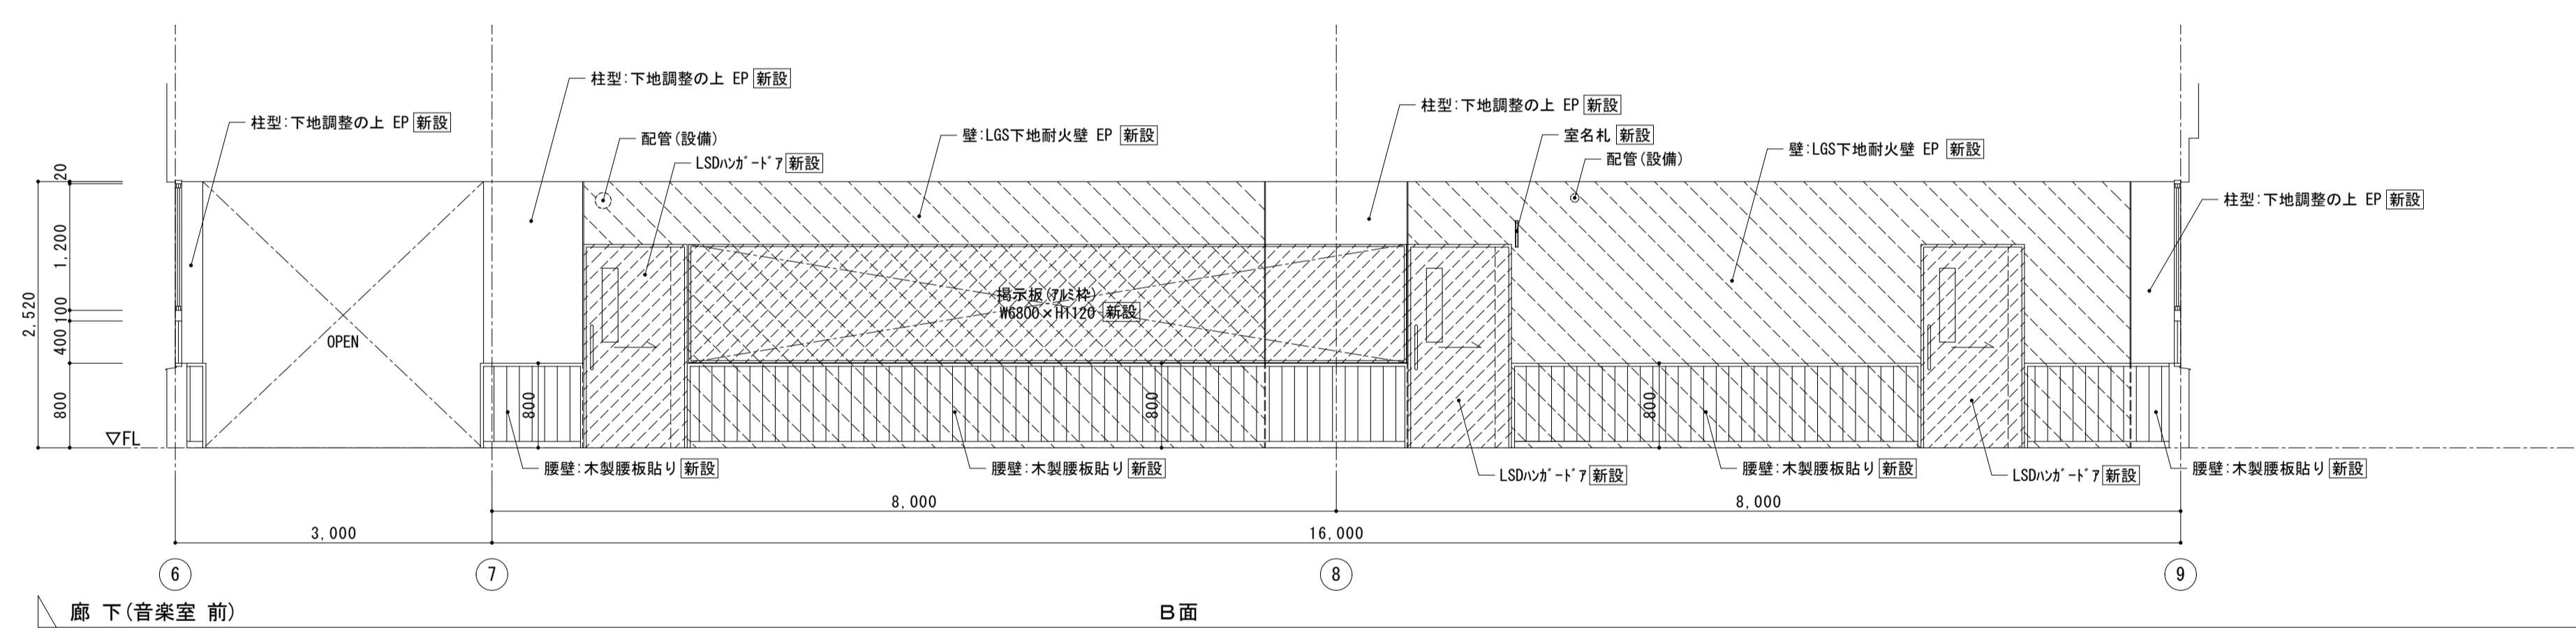 柱型:下地調整の上 EP 新設
柱型:下地調整の上 EP 新設
配管(設備)
LSDﾊﾝｶﾞｰﾄﾞｱ 新設
壁:LGS下地耐火壁 EP 新設
柱型:下地調整の上 EP 新設
室名札 新設
配管(設備)
壁:LGS下地耐火壁 EP 新設
柱型:下地調整の上 EP 新設
20
1,200
100
400
800
2,520
▽FL
OPEN
掲示板(ｱﾙﾐ枠)
W6800×H1120 新設
800
800
800
腰壁:木製腰板貼り 新設
腰壁:木製腰板貼り 新設
LSDﾊﾝｶﾞｰﾄﾞｱ 新設
腰壁:木製腰板貼り 新設
LSDﾊﾝｶﾞｰﾄﾞｱ 新設
腰壁:木製腰板貼り 新設
8,000
8,000
3,000
16,000
6
7
8
9
廊 下(音楽室 前)
B面